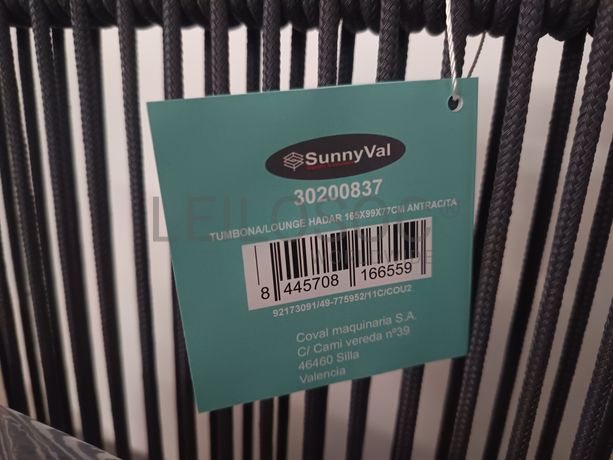 SunnyVal
30200837
TUMBONA/LOUNGE HADAR 165X99X77CM ANTRACITA
8 445708 166559
92173091/49-775952/11C/COU2
Coval maquinaria S.A.
C/ Cami vereda nº39
46460 Silla
Valencia